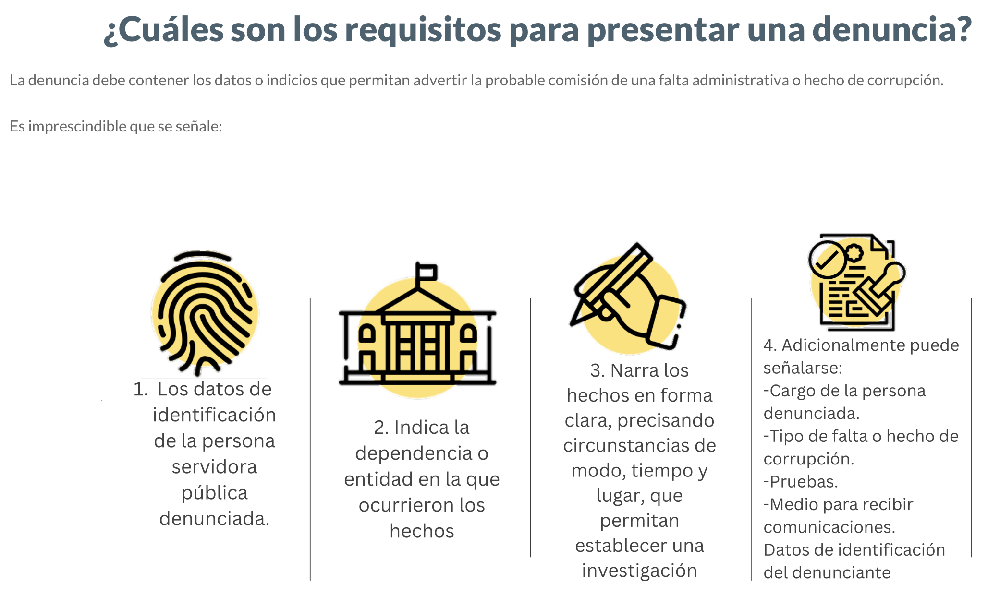 ¿Cuáles son los requisitos para presentar una denuncia?
La denuncia debe contener los datos o indicios que permitan advertir la probable comisión de una falta administrativa o hecho de corrupción.
Es imprescindible que se señale:
1. Los datos de
identificación
de la persona
servidora
pública
denunciada.
2. Indica la
dependencia o
entidad en la que
ocurrieron los
hechos
3. Narra los
hechos en forma
clara, precisando
circunstancias de
modo, tiempo y
lugar, que
permitan
establecer una
investigación
4. Adicionalmente puede
señalarse:
-Cargo de la persona
denunciada.
-Tipo de falta o hecho de
corrupción.
-Pruebas.
-Medio para recibir
comunicaciones.
Datos de identificación
del denunciante